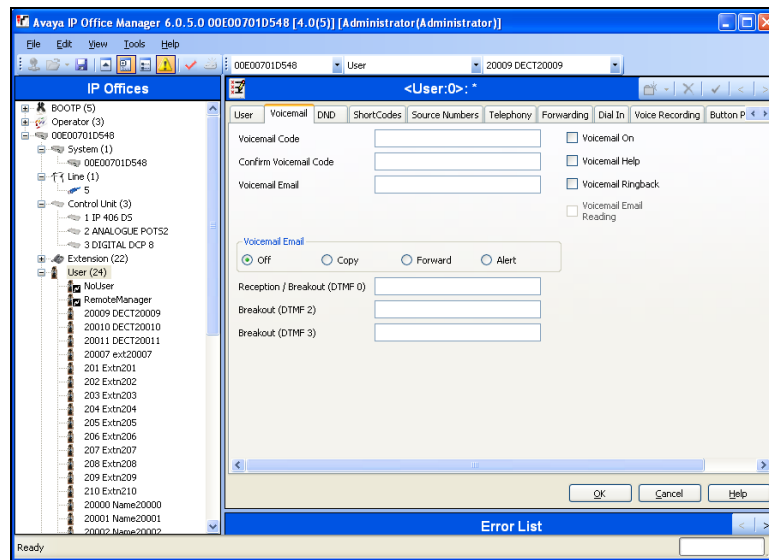 Avaya IP Office Manager 6.0.5.0 00E00701D548 [4.0(5)] [Administrator(Administrator)]
File Edit View Tools Help
00E00701D548 User 20009 DECT20009
IP Offices
<User:0>: *
BOOTP (5)
Operator (3)
00E00701D548
System (1)
00E00701D548
Line (1)
5
Control Unit (3)
1 IP 406 DS
2 ANALOGUE POTS2
3 DIGITAL DCP 8
Extension (22)
User (24)
NoUser
RemoteManager
20009 DECT20009
20010 DECT20010
20011 DECT20011
20007 ext20007
201 Extn201
202 Extn202
203 Extn203
204 Extn204
205 Extn205
206 Extn206
207 Extn207
208 Extn208
209 Extn209
210 Extn210
20000 Name20000
20001 Name20001
20002 Name20002
User Voicemail DND ShortCodes Source Numbers Telephony Forwarding Dial In Voice Recording Button P
Voicemail Code
Voicemail On
Confirm Voicemail Code
Voicemail Help
Voicemail Email
Voicemail Ringback
Voicemail Email
Reading
Voicemail Email
Off Copy Forward Alert
Reception / Breakout (DTMF 0)
Breakout (DTMF 2)
Breakout (DTMF 3)
OK Cancel Help
Error List
Ready